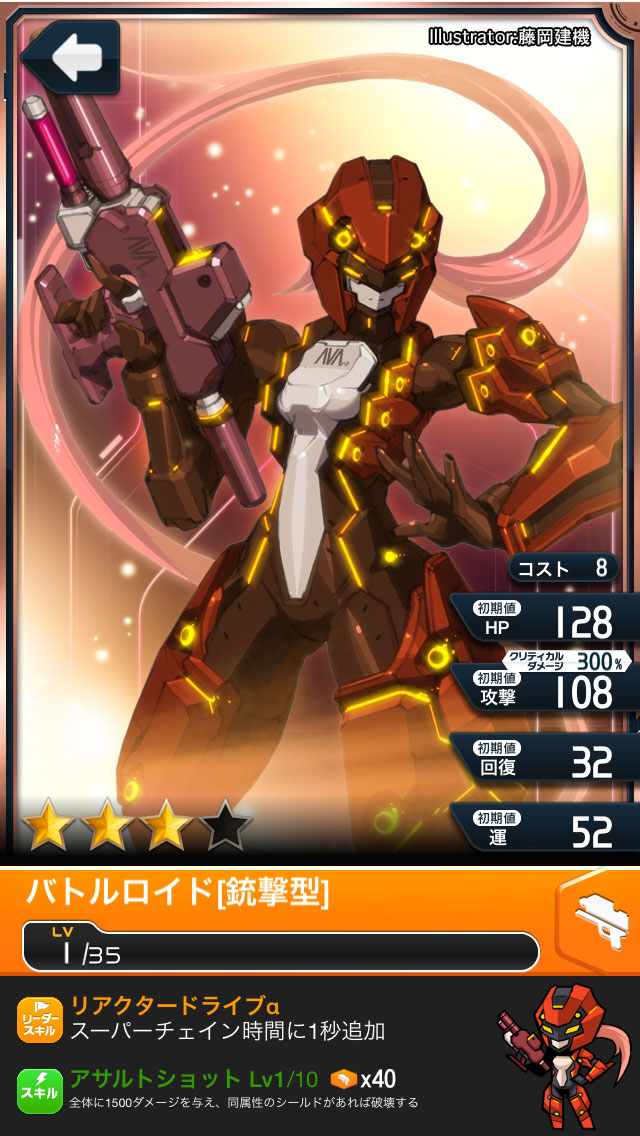 Illustrator:藤岡建機
AVA
コスト 8
初期値
HP 128
クリティカル
ダメージ 300%
初期値
攻撃 108
初期値
回復 32
初期値
運 52
バトルロイド[銃撃型]
LV
1/35
リーダー
スキル
リアクタードライブα
スーパーチェイン時間に1秒追加
スキル
アサルトショット Lv1/10 x40
全体に1500ダメージを与え、同属性のシールドがあれば破壊する